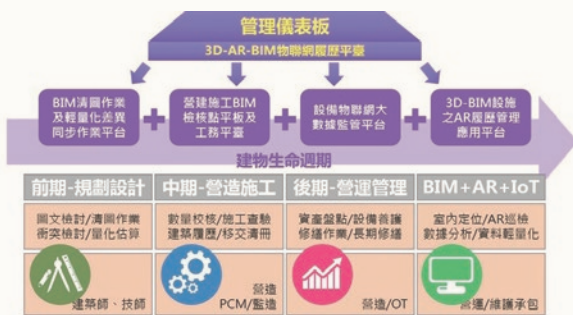 管理儀表板
3D-AR-BIM物聯網履歷平臺
BIM清圖作業
及輕量化差異
同步作業平台
營建施工BIM
檢核點平板及
工務平臺
設備物聯網大
數據監管平台
3D-BIM設施
之AR履歷管理
應用平台
建物生命週期
前期-規劃設計
中期-營造施工
後期-營運管理
BIM+AR+IoT
圖文檢討/清圖作業
衝突檢討/量化估算
數量校核/施工查驗
建築履歷/移交清冊
資產盤點/設備養護
修繕作業/長期修繕
室內定位/AR巡檢
數據分析/資料輕量化
建築師、技師
營造
PCM/監造
營造/OT
營運/維護承包